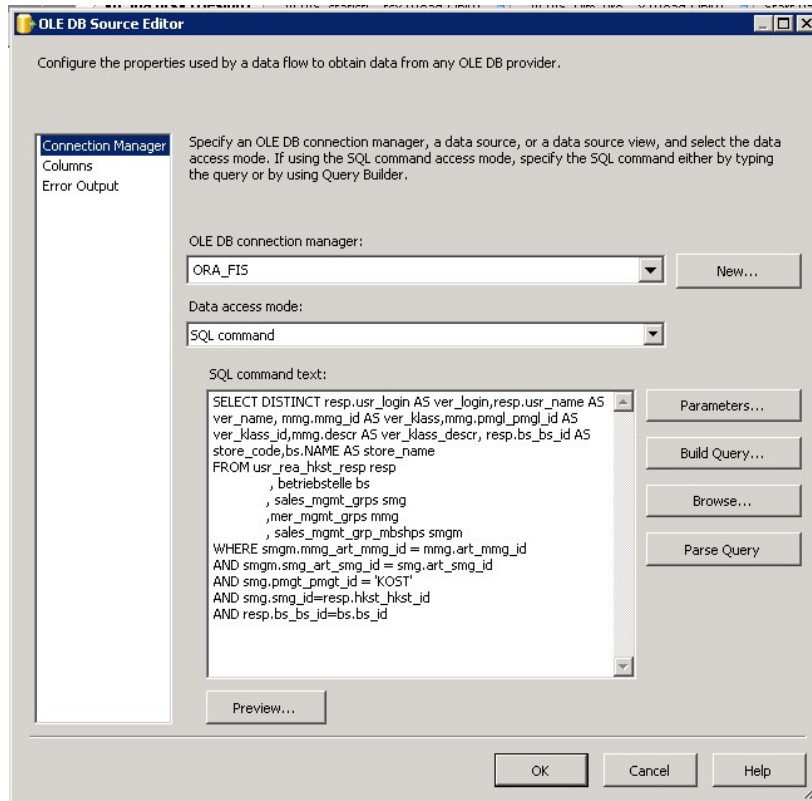 OLE DB Source Editor
Configure the properties used by a data flow to obtain data from any OLE DB provider.
Connection Manager
Columns
Error Output
Specify an OLE DB connection manager, a data source, or a data source view, and select the data
access mode. If using the SQL command access mode, specify the SQL command either by typing
the query or by using Query Builder.
OLE DB connection manager:
ORA_FIS
New...
Data access mode:
SQL command
SQL command text:
SELECT DISTINCT resp.usr_login AS ver_login,resp.usr_name AS
ver_name, mmg.mmg_id AS ver_klass,mmg.pmgl_pmgl_id AS
ver_klass_id,mmg.descr AS ver_klass_descr, resp.bs_bs_id AS
store_code,bs.NAME AS store_name
FROM usr_rea_hkst_resp resp
, betriebstelle bs
, sales_mgmt_grps smg
,mer_mgmt_grps mmg
, sales_mgmt_grp_mbshps smgm
WHERE smgm.mmg_art_mmg_id = mmg.art_mmg_id
AND smgm.smg_art_smg_id = smg.art_smg_id
AND smg.pmgt_pmgt_id = 'KOST'
AND smg.smg_id=resp.hkst_hkst_id
AND resp.bs_bs_id=bs.bs_id
Parameters...
Build Query...
Browse...
Parse Query
Preview...
OK
Cancel
Help